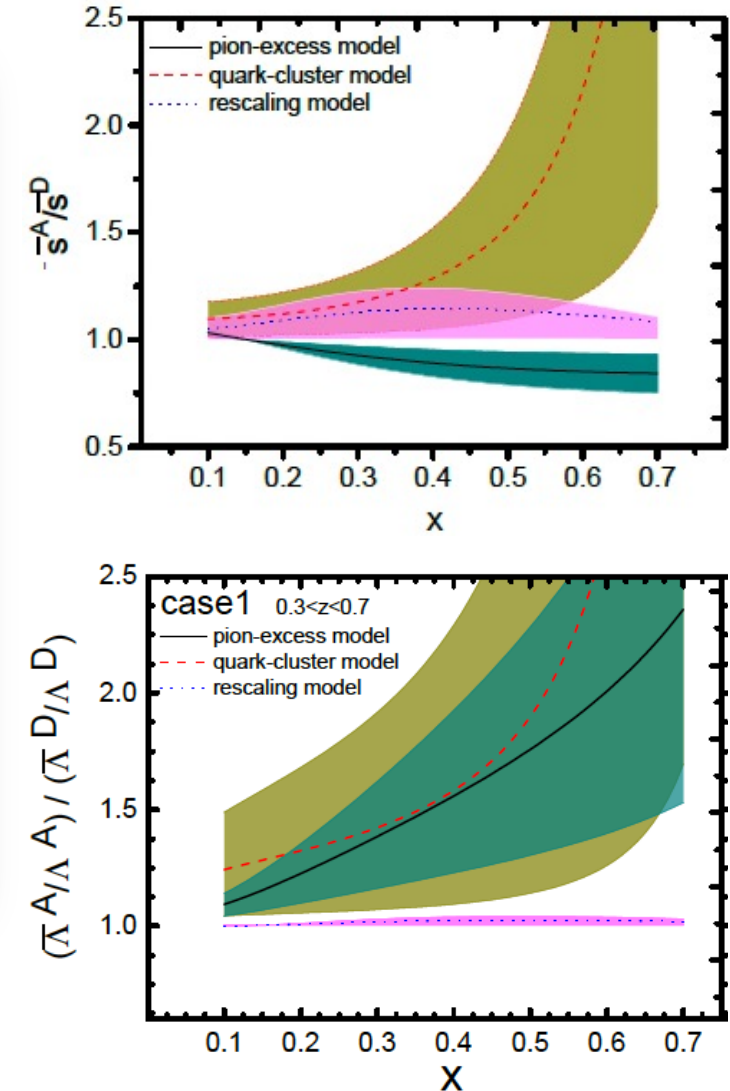 2.5
pion-excess model
quark-cluster model
rescaling model
2.0
1.5
1.0
0.5
s̅ᴬ/s̅ᴰ
0.1 0.2 0.3 0.4 0.5 0.6 0.7
x
2.5
case1 0.3<z<0.7
pion-excess model
quark-cluster model
rescaling model
2.0
1.5
1.0
(Λ̅ ᴬ/Λ ᴬ) / (Λ̅ ᴰ/Λ ᴰ)
0.1 0.2 0.3 0.4 0.5 0.6 0.7
x